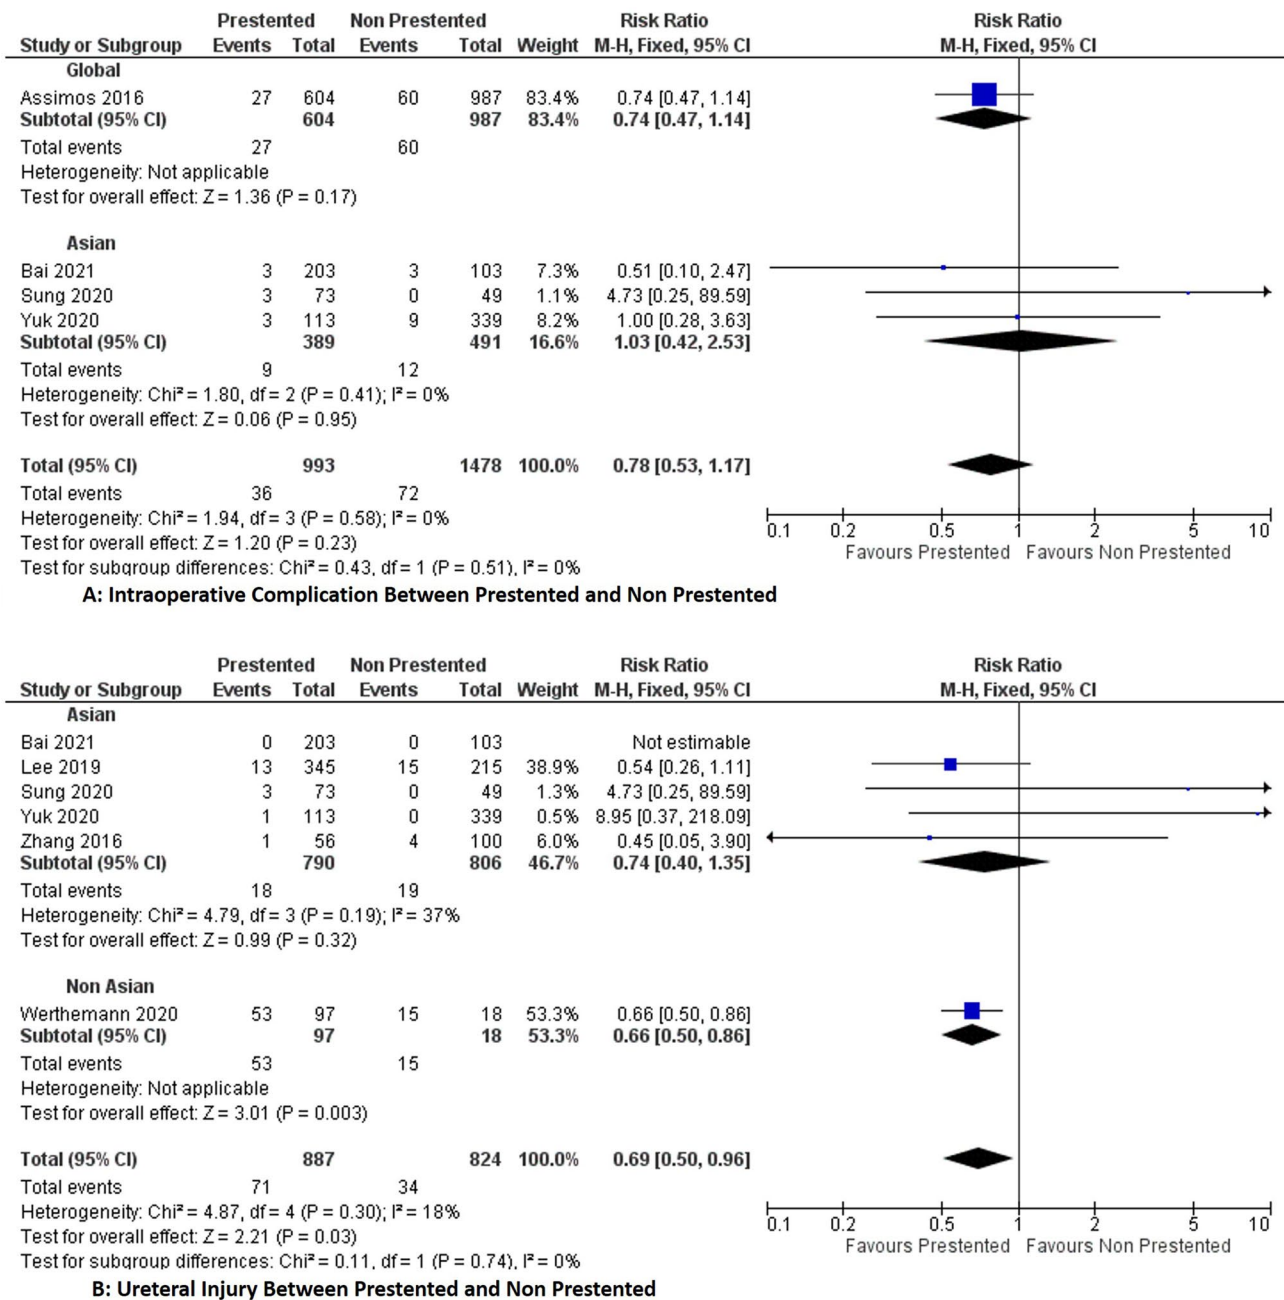 Prestented Non Prestented Risk Ratio Risk Ratio
Study or Subgroup Events Total Events Total Weight M-H, Fixed, 95% CI M-H, Fixed, 95% CI
Global
Assimos 2016 27 604 60 987 83.4% 0.74 [0.47, 1.14]
Subtotal (95% CI) 604 987 83.4% 0.74 [0.47, 1.14]
Total events 27 60
Heterogeneity: Not applicable
Test for overall effect: Z = 1.36 (P = 0.17)
Asian
Bai 2021 3 203 3 103 7.3% 0.51 [0.10, 2.47]
Sung 2020 3 73 0 49 1.1% 4.73 [0.25, 89.59]
Yuk 2020 3 113 9 339 8.2% 1.00 [0.28, 3.63]
Subtotal (95% CI) 389 491 16.6% 1.03 [0.42, 2.53]
Total events 9 12
Heterogeneity: Chi² = 1.80, df = 2 (P = 0.41); I² = 0%
Test for overall effect: Z = 0.06 (P = 0.95)
Total (95% CI) 993 1478 100.0% 0.78 [0.53, 1.17]
Total events 36 72
Heterogeneity: Chi² = 1.94, df = 3 (P = 0.58); I² = 0%
Test for overall effect: Z = 1.20 (P = 0.23)
Test for subgroup differences: Chi² = 0.43, df = 1 (P = 0.51), I² = 0%
0.1 0.2 0.5 1 2 5 10
Favours Prestented Favours Non Prestented
A: Intraoperative Complication Between Prestented and Non Prestented
Prestented Non Prestented Risk Ratio Risk Ratio
Study or Subgroup Events Total Events Total Weight M-H, Fixed, 95% CI M-H, Fixed, 95% CI
Asian
Bai 2021 0 203 0 103 Not estimable
Lee 2019 13 345 15 215 38.9% 0.54 [0.26, 1.11]
Sung 2020 3 73 0 49 1.3% 4.73 [0.25, 89.59]
Yuk 2020 1 113 0 339 0.5% 8.95 [0.37, 218.09]
Zhang 2016 1 56 4 100 6.0% 0.45 [0.05, 3.90]
Subtotal (95% CI) 790 806 46.7% 0.74 [0.40, 1.35]
Total events 18 19
Heterogeneity: Chi² = 4.79, df = 3 (P = 0.19); I² = 37%
Test for overall effect: Z = 0.99 (P = 0.32)
Non Asian
Werthemann 2020 53 97 15 18 53.3% 0.66 [0.50, 0.86]
Subtotal (95% CI) 97 18 53.3% 0.66 [0.50, 0.86]
Total events 53 15
Heterogeneity: Not applicable
Test for overall effect: Z = 3.01 (P = 0.003)
Total (95% CI) 887 824 100.0% 0.69 [0.50, 0.96]
Total events 71 34
Heterogeneity: Chi² = 4.87, df = 4 (P = 0.30); I² = 18%
Test for overall effect: Z = 2.21 (P = 0.03)
Test for subgroup differences: Chi² = 0.11, df = 1 (P = 0.74), I² = 0%
0.1 0.2 0.5 1 2 5 10
Favours Prestented Favours Non Prestented
B: Ureteral Injury Between Prestented and Non Prestented